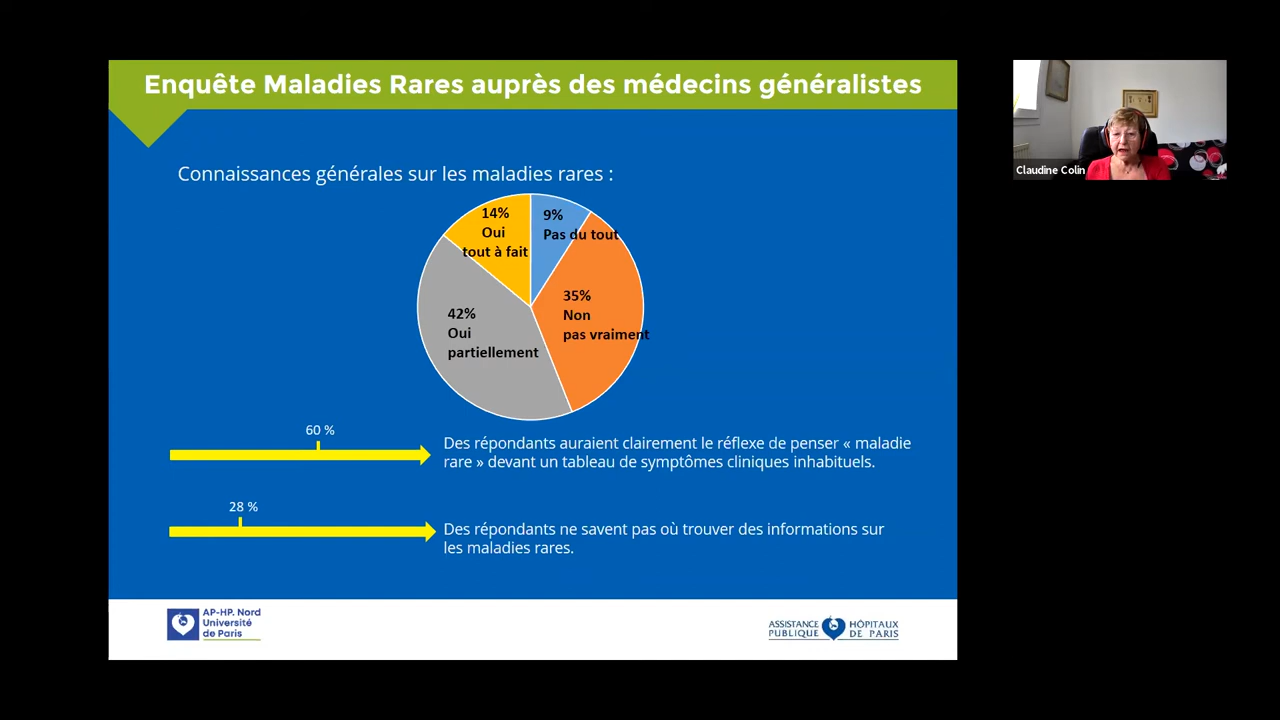 Enquête Maladies Rares auprès des médecins généralistes
Claudine Colin
Connaissances générales sur les maladies rares :
14%
Oui
tout à fait
9%
Pas du tout
35%
Non
pas vraiment
42%
Oui
partiellement
60 %
Des répondants auraient clairement le réflexe de penser « maladie
rare » devant un tableau de symptômes cliniques inhabituels.
28 %
Des répondants ne savent pas où trouver des informations sur
les maladies rares.
AP-HP. Nord
Université
de Paris
ASSISTANCE HÔPITAUX
PUBLIQUE DE PARIS